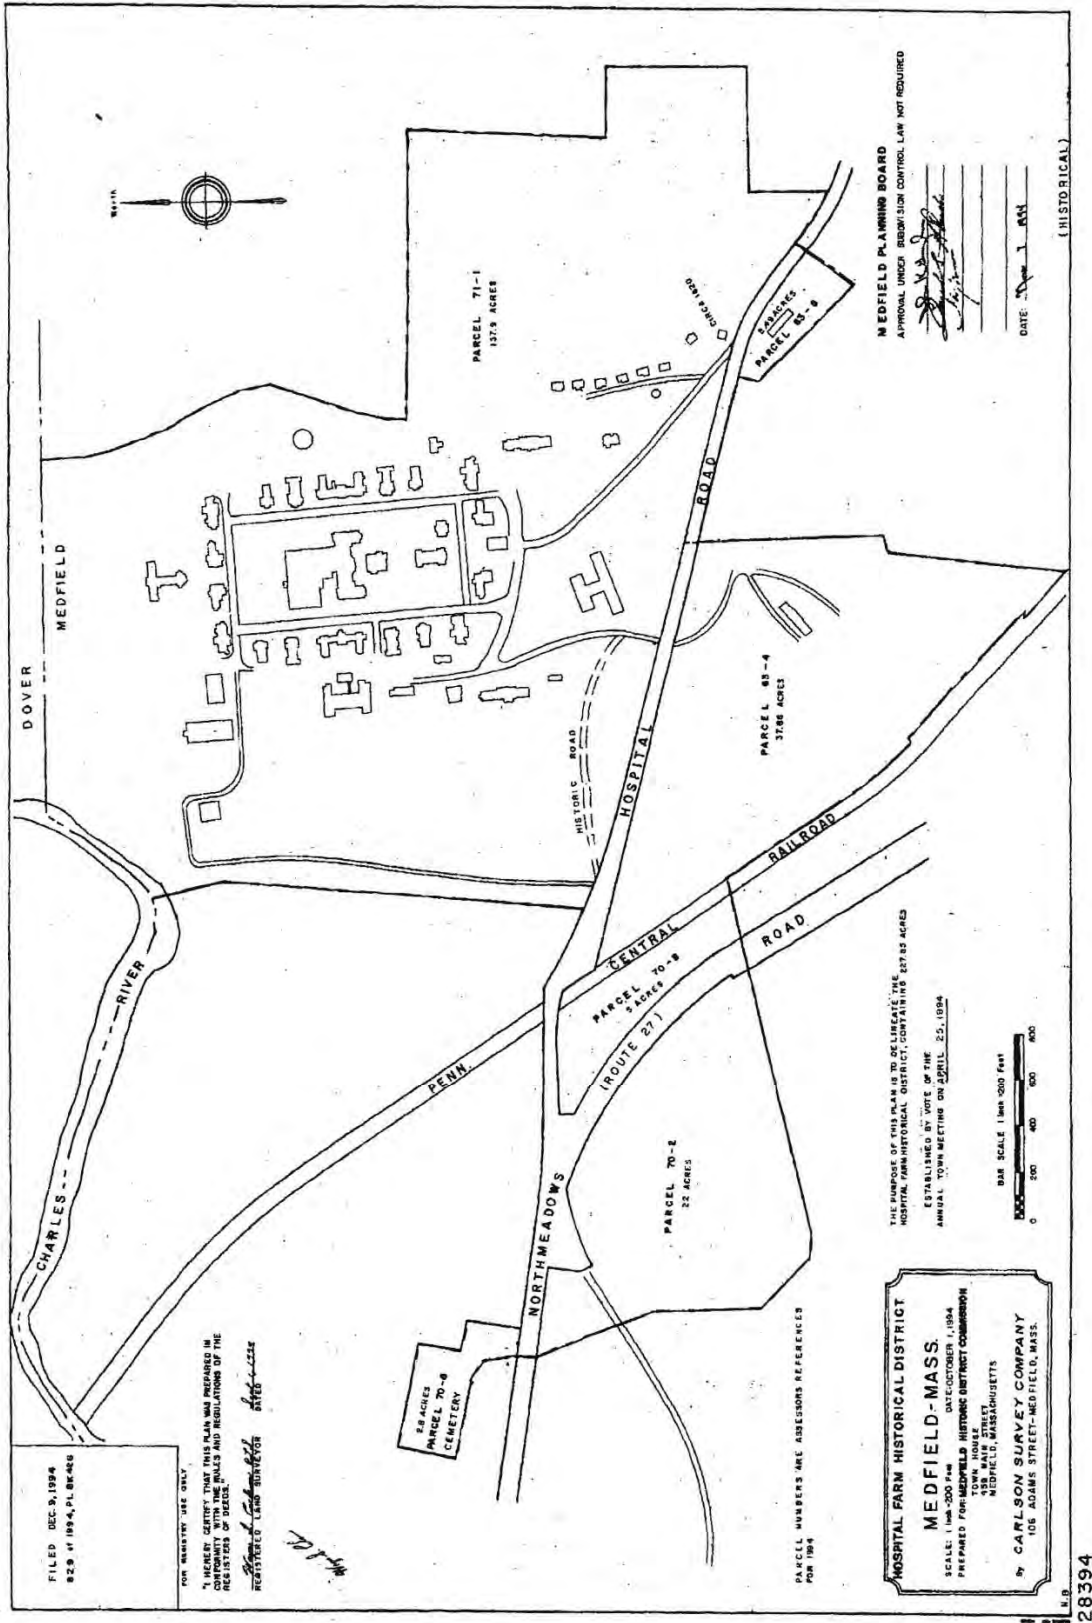 FILED DEC. 9, 1994
829 of 1994, PL. BK 426
FOR REGISTRY USE ONLY
"I HEREBY CERTIFY THAT THIS PLAN WAS PREPARED IN
CONFORMITY WITH THE RULES AND REGULATIONS OF THE
REGISTERS OF DEEDS."
REGISTERED LAND SURVEYOR
DATED
DOVER
MEDFIELD
North
CHARLES
RIVER
PENN
CENTRAL
RAILROAD
NORTHMEADOWS
ROAD
(ROUTE 27)
HOSPITAL
ROAD
HISTORIC ROAD
PARCEL 71-1
137.9 ACRES
CIRCA 1820
PARCEL 63-4
37.66 ACRES
ACRES
PARCEL
PARCEL 70-
5 ACRES
PARCEL 70-2
22 ACRES
2.8 ACRES
PARCEL 70-6
CEMETERY
MEDFIELD PLANNING BOARD
APPROVAL UNDER SUBDIVISION CONTROL LAW NOT REQUIRED
DATE:
(HISTORICAL)
PARCEL NUMBERS ARE ASSESSORS REFERENCES
FOR 1994
THE PURPOSE OF THIS PLAN IS TO DELINEATE THE
HOSPITAL FARM HISTORICAL DISTRICT, CONTAINING 227.85 ACRES
ESTABLISHED BY VOTE OF THE
ANNUAL TOWN MEETING ON APRIL 25, 1994
BAR SCALE 1 Inch = 200 Feet
0 200 400 600 800
HOSPITAL FARM HISTORICAL DISTRICT
MEDFIELD-MASS.
SCALE: 1 Inch = 200 Feet DATE: OCTOBER 1, 1994
PREPARED FOR: MEDFIELD HISTORIC DISTRICT COMMISSION
TOWN HOUSE
459 MAIN STREET
MEDFIELD, MASSACHUSETTS
By CARLSON SURVEY COMPANY
106 ADAMS STREET-MEDFIELD, MASS.
8394